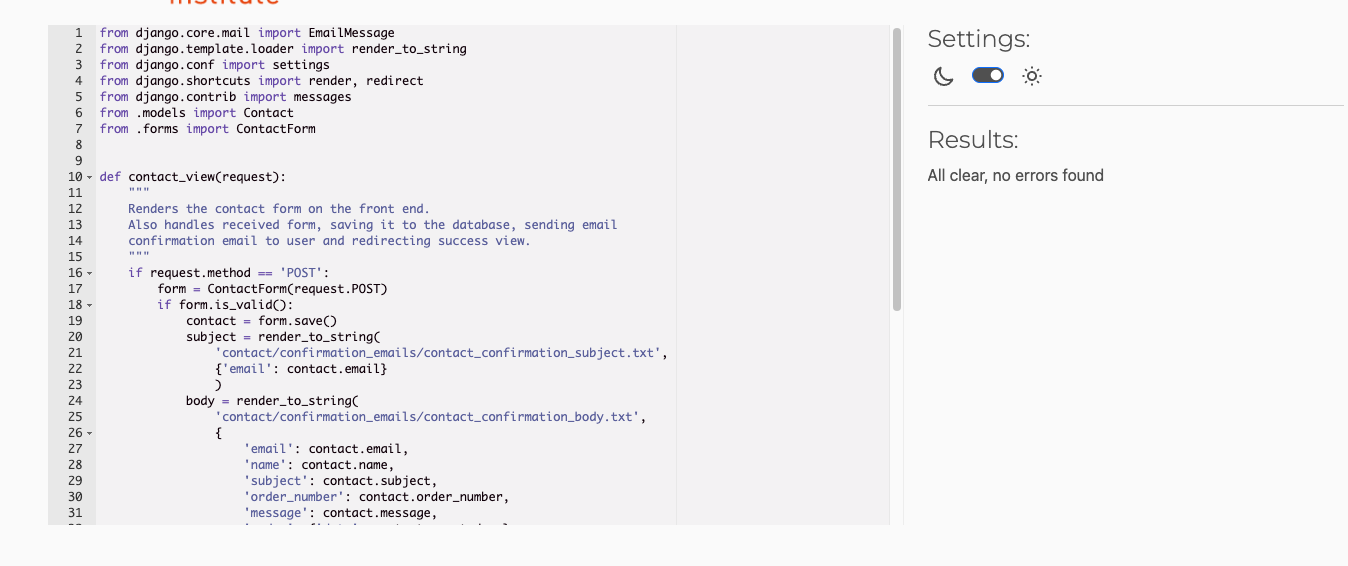 institute
1 from django.core.mail import EmailMessage
2 from django.template.loader import render_to_string
3 from django.conf import settings
4 from django.shortcuts import render, redirect
5 from django.contrib import messages
6 from .models import Contact
7 from .forms import ContactForm
8
9
10 def contact_view(request):
11     """
12     Renders the contact form on the front end.
13     Also handles received form, saving it to the database, sending email
14     confirmation email to user and redirecting success view.
15     """
16     if request.method == 'POST':
17         form = ContactForm(request.POST)
18         if form.is_valid():
19             contact = form.save()
20             subject = render_to_string(
21                 'contact/confirmation_emails/contact_confirmation_subject.txt',
22                 {'email': contact.email}
23                 )
24             body = render_to_string(
25                 'contact/confirmation_emails/contact_confirmation_body.txt',
26                 {
27                     'email': contact.email,
28                     'name': contact.name,
29                     'subject': contact.subject,
30                     'order_number': contact.order_number,
31                     'message': contact.message,
Settings:
Results:
All clear, no errors found